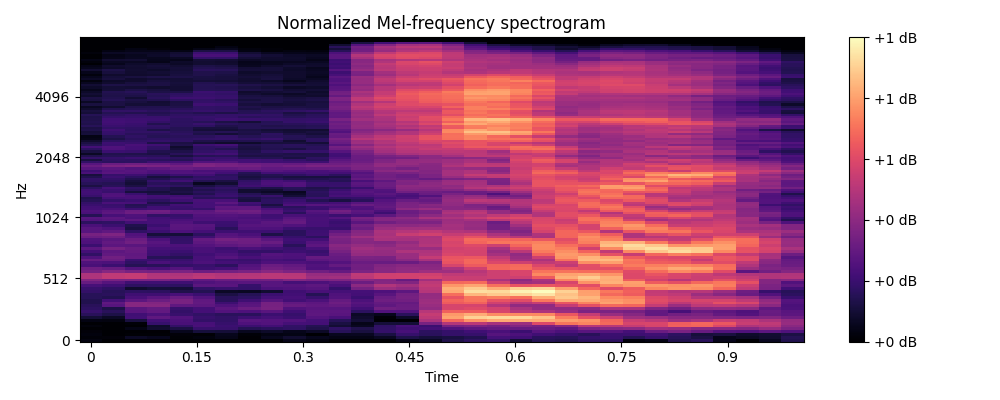 Normalized Mel-frequency spectrogram
Hz
4096
2048
1024
512
0
0 0.15 0.3 0.45 0.6 0.75 0.9
Time
+1 dB
+1 dB
+1 dB
+0 dB
+0 dB
+0 dB